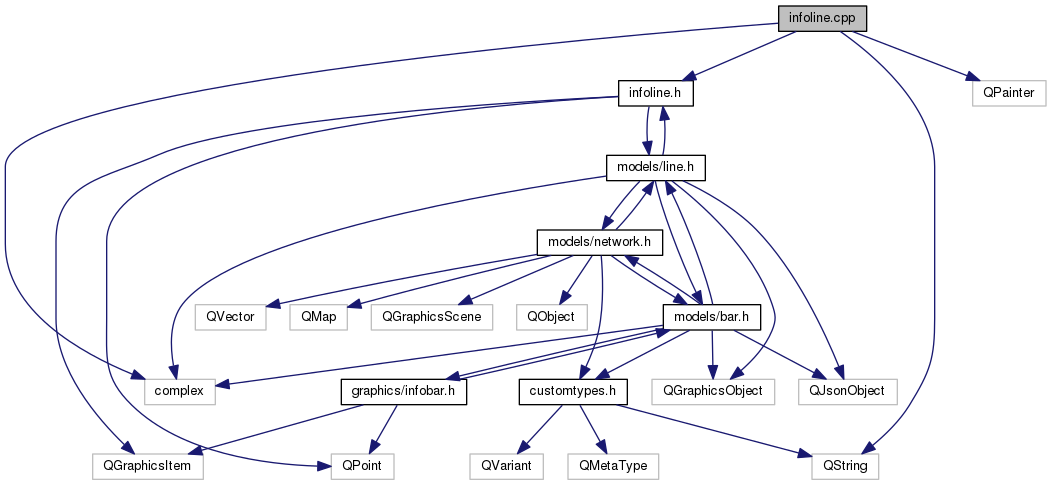 infoline.cpp
infoline.h
QPainter
models/line.h
models/network.h
QVector
QMap
QGraphicsScene
QObject
models/bar.h
complex
graphics/infobar.h
customtypes.h
QGraphicsObject
QJsonObject
QGraphicsItem
QPoint
QVariant
QMetaType
QString